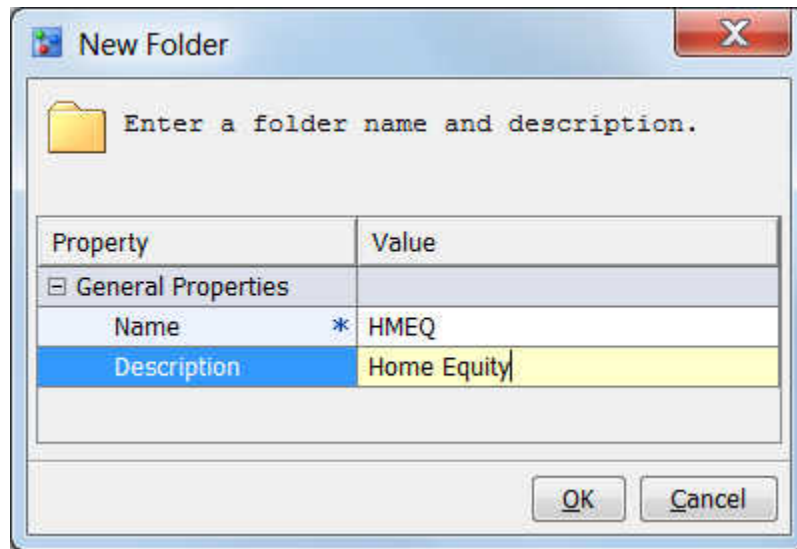 New Folder
Enter a folder name and description.
Property Value
General Properties
Name * HMEQ
Description Home Equity
OK Cancel